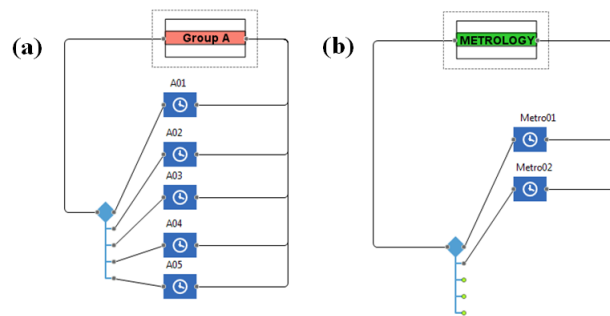 (a)
Group A
A01
A02
A03
A04
A05
(b)
METROLOGY
Metro01
Metro02